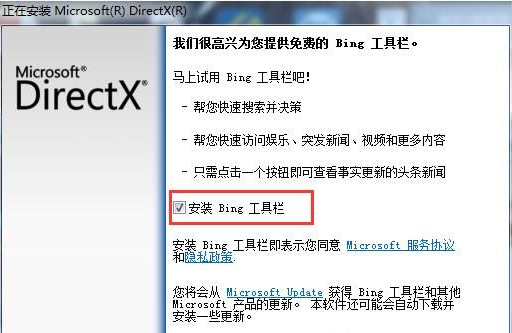 正在安装 Microsoft(R) DirectX(R)
Microsoft®
DirectX®
我们很高兴为您提供免费的 Bing 工具栏。
马上试用 Bing 工具栏吧!
- 帮您快速搜索并决策
- 帮您快速访问娱乐、突发新闻、视频和更多内容
- 只需点击一个按钮即可查看事实更新的头条新闻
安装 Bing 工具栏
安装 Bing 工具栏即表示您同意 Microsoft 服务协议
和隐私政策.
您将会从 Microsoft Update 获得 Bing 工具栏和其他
Microsoft 产品的更新。 本软件还可能会自动下载并
安装一些更新。